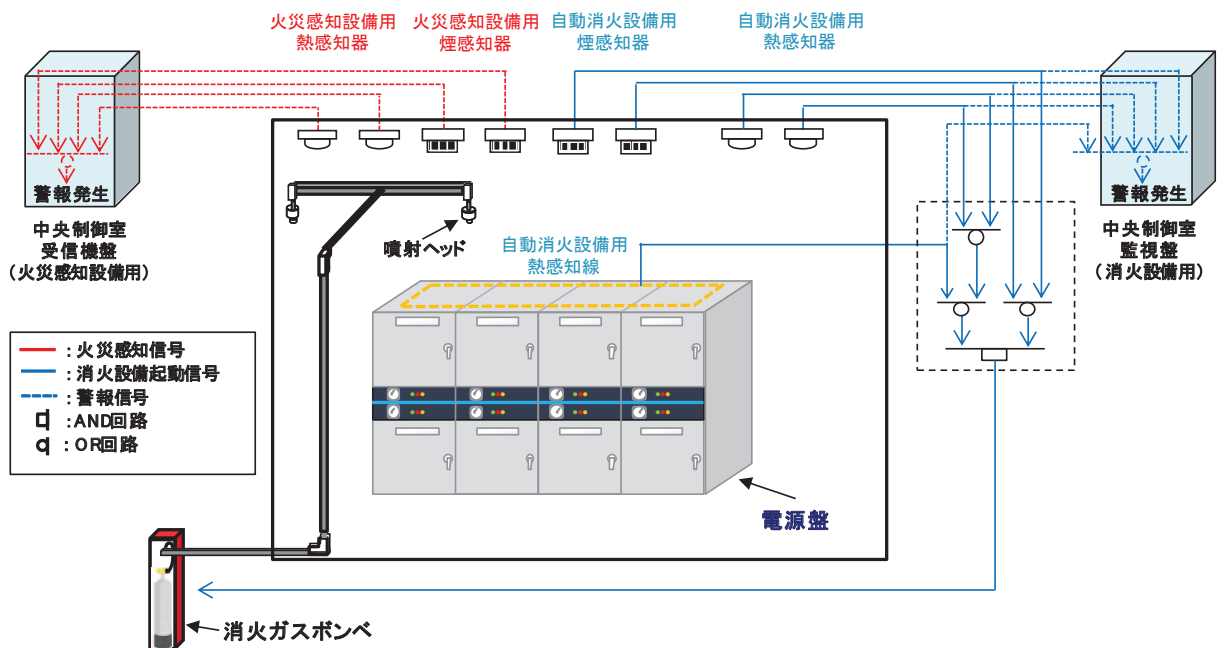 火災感知設備用
熱感知器
火災感知設備用
煙感知器
自動消火設備用
煙感知器
自動消火設備用
熱感知器
警報発生
中央制御室
受信機盤
（火災感知設備用）
警報発生
中央制御室
監視盤
（消火設備用）
噴射ヘッド
自動消火設備用
熱感知線
：火災感知信号
：消火設備起動信号
：警報信号
：AND回路
：OR回路
電源盤
消火ガスボンベ